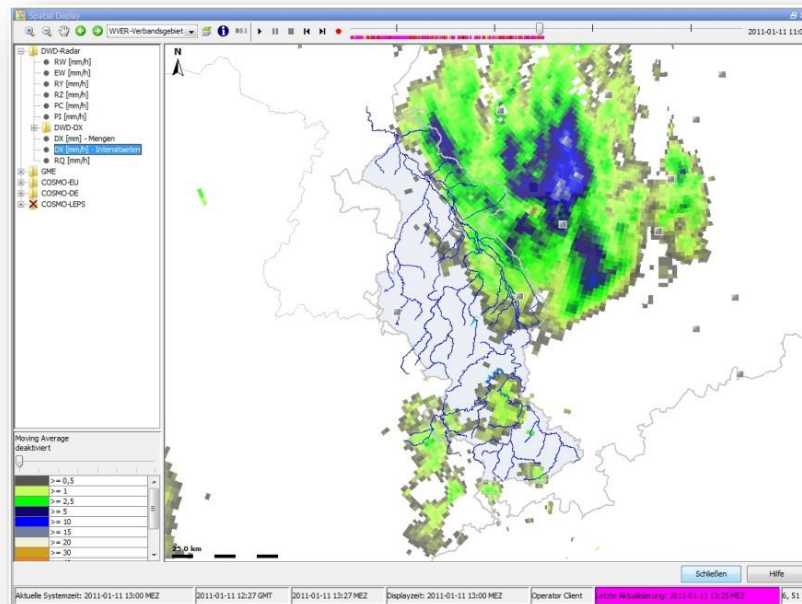 Spatial Display
WVER-Verbandsgebiet
2011-01-11 11:0
DWD-Radar
RW [mm/h]
EW [mm/h]
RY [mm/h]
RZ [mm/h]
PC [mm/h]
PI [mm/h]
DWD-DX
DX [mm] - Mengen
DX [mm/h] - Intensitaeten
RQ [mm/h]
GME
COSMO-EU
COSMO-DE
COSMO-LEPS
N
Moving Average
deaktiviert
>= 0,5
>= 1
>= 2,5
>= 5
>= 10
>= 15
>= 20
>= 30
25,0 km
Schließen
Hilfe
Aktuelle Systemzeit: 2011-01-11 13:00 MEZ
2011-01-11 12:27 GMT
2011-01-11 13:27 MEZ
Displayzeit: 2011-01-11 13:00 MEZ
Operator Client
Letzte Aktualisierung: 2011-01-11 13:25 MEZ
6, 51